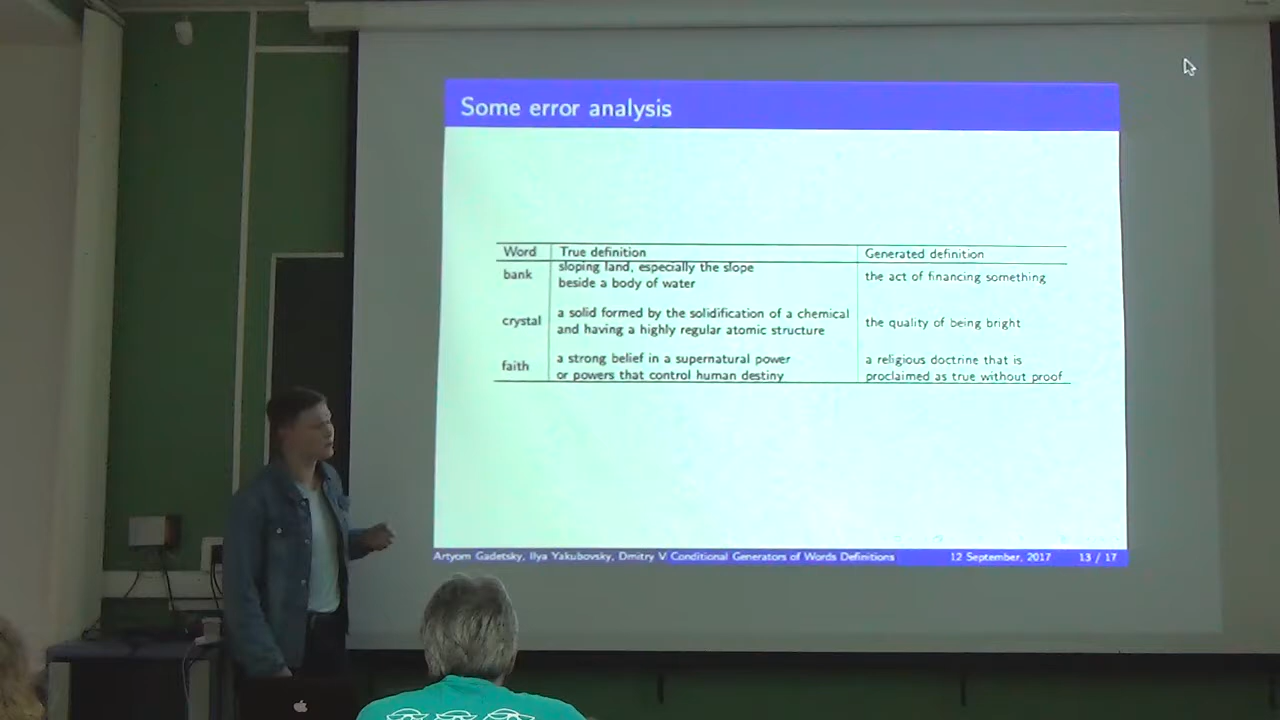 Some error analysis
Word True definition Generated definition
bank sloping land, especially the slope beside a body of water the act of financing something
crystal a solid formed by the solidification of a chemical and having a highly regular atomic structure the quality of being bright
faith a strong belief in a supernatural power or powers that control human destiny a religious doctrine that is proclaimed as true without proof
Artyom Gadetsky, Ilya Yakubovsky, Dmitry V Conditional Generators of Words Definitions 12 September, 2017 13 / 17